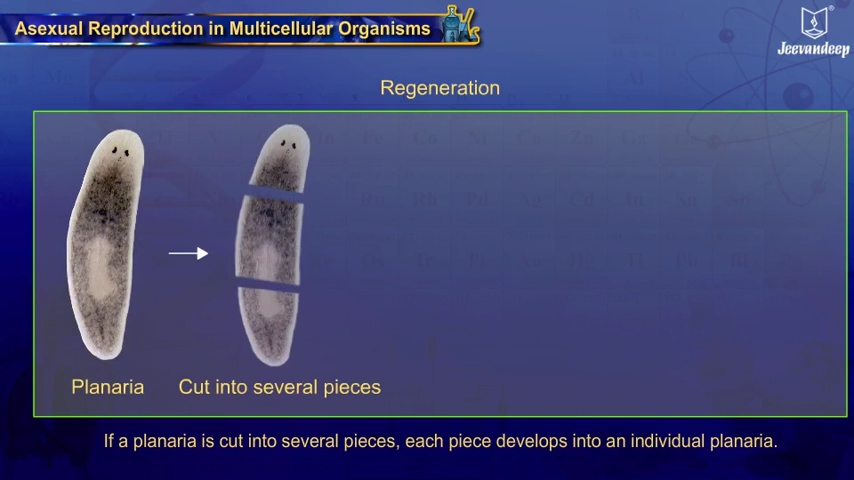 Asexual Reproduction in Multicellular Organisms
Jeevandeep
Regeneration
Planaria
Cut into several pieces
If a planaria is cut into several pieces, each piece develops into an individual planaria.